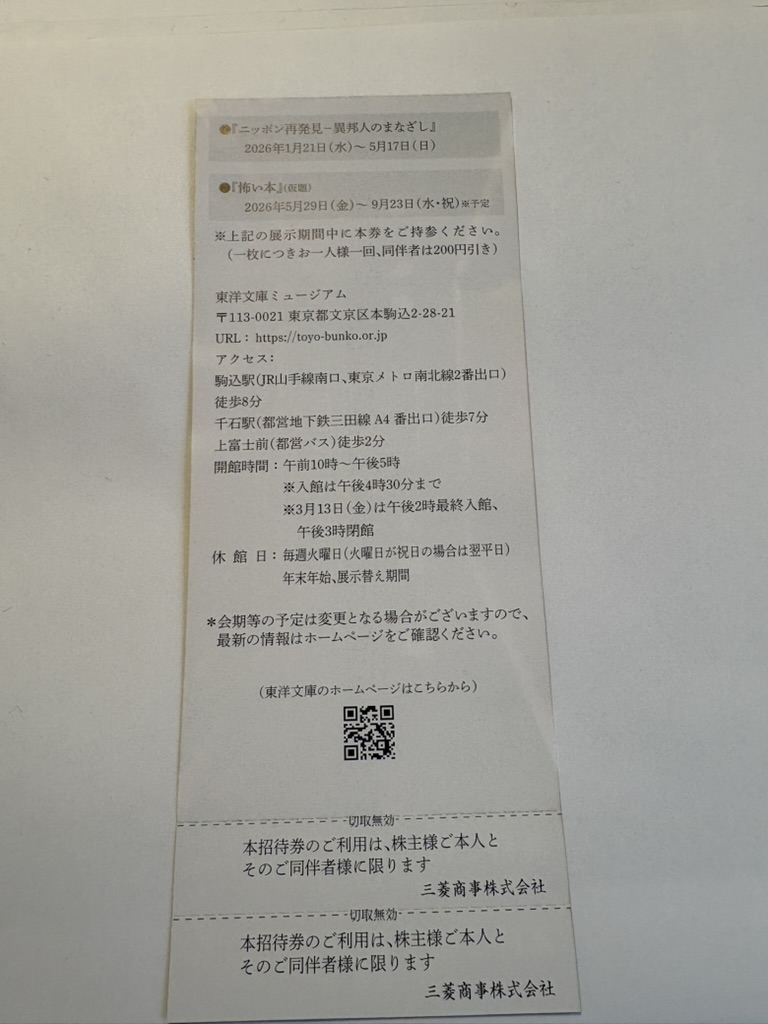 ●『ニッポン再発見－異邦人のまなざし』
2026年1月21日(水)～5月17日(日)
●『怖い本』(仮題)
2026年5月29日(金)～9月23日(水・祝)※予定
※上記の展示期間中に本券をご持参ください。
(一枚につきお一人様一回、同伴者は200円引き)
東洋文庫ミュージアム
〒113-0021 東京都文京区本駒込2-28-21
URL：https://toyo-bunko.or.jp
アクセス：
駒込駅(JR山手線南口、東京メトロ南北線2番出口)
徒歩8分
千石駅(都営地下鉄三田線 A4 番出口)徒歩7分
上富士前(都営バス)徒歩2分
開館時間：午前10時～午後5時
※入館は午後4時30分まで
※3月13日(金)は午後2時最終入館、
午後3時閉館
休 館 日：毎週火曜日(火曜日が祝日の場合は翌平日)
年末年始、展示替え期間
＊会期等の予定は変更となる場合がございますので、
最新の情報はホームページをご確認ください。
(東洋文庫のホームページはこちらから)
切取無効
本招待券のご利用は、株主様ご本人と
そのご同伴者様に限ります
三菱商事株式会社
切取無効
本招待券のご利用は、株主様ご本人と
そのご同伴者様に限ります
三菱商事株式会社